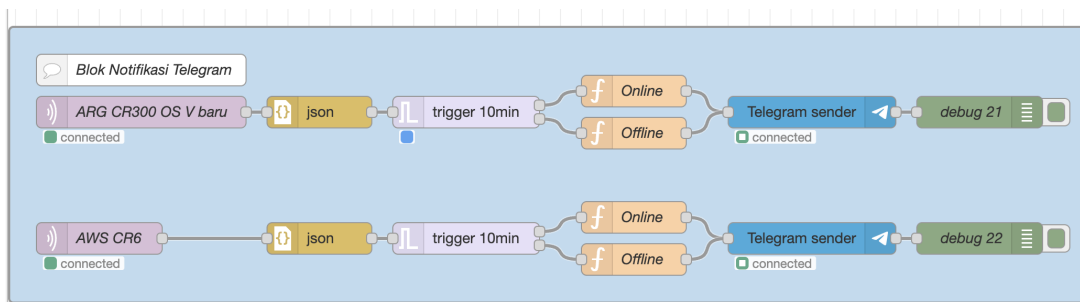 Blok Notifikasi Telegram
ARG CR300 OS V baru
connected
json
trigger 10min
Online
Offline
Telegram sender
connected
debug 21
AWS CR6
connected
json
trigger 10min
Online
Offline
Telegram sender
connected
debug 22